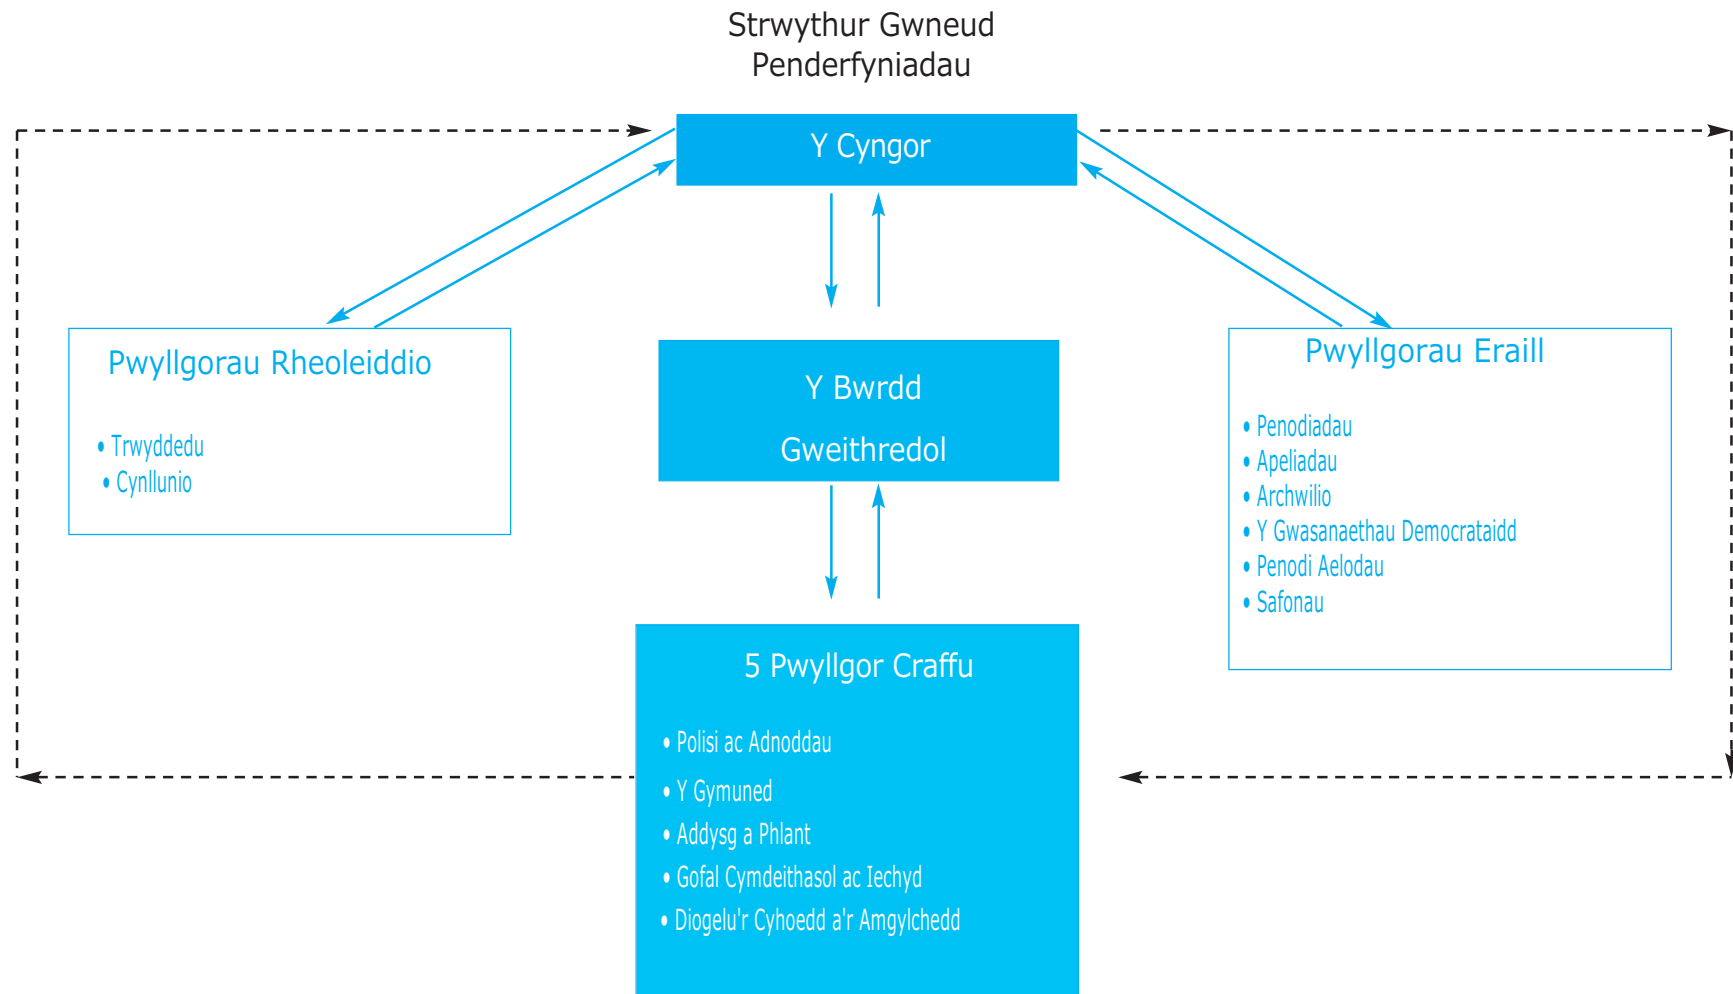 Strwythur Gwneud
Penderfyniadau
Y Cyngor
Pwyllgorau Rheoleiddio
• Trwyddedu
• Cynllunio
Y Bwrdd
Gweithredol
Pwyllgorau Eraill
• Penodiadau
• Apeliadau
• Archwilio
• Y Gwasanaethau Democrataidd
• Penodi Aelodau
• Safonau
5 Pwyllgor Craffu
• Polisi ac Adnoddau
• Y Gymuned
• Addysg a Phlant
• Gofal Cymdeithasol ac Iechyd
• Diogelu'r Cyhoedd a'r Amgylchedd